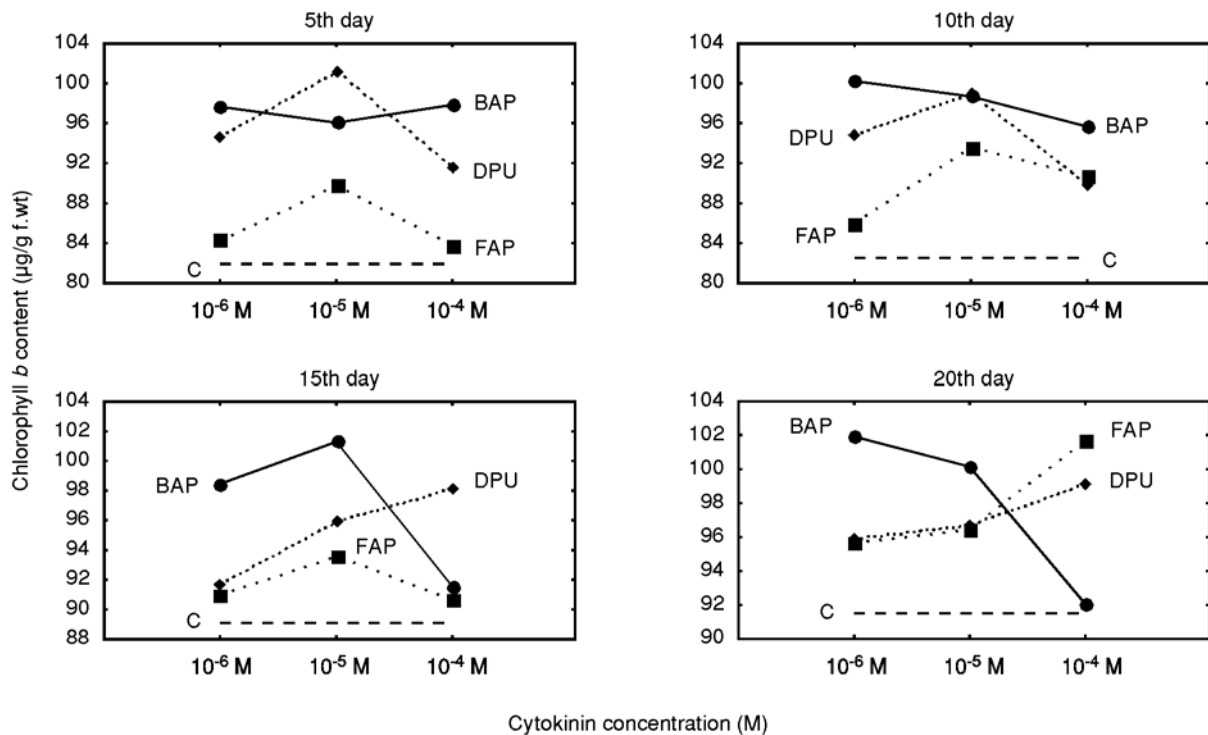 5th day
104
100
96
92
88
84
80
BAP
DPU
FAP
C
10⁻⁶ M 10⁻⁵ M 10⁻⁴ M
10th day
104
100
96
92
88
84
80
BAP
DPU
FAP
C
10⁻⁶ M 10⁻⁵ M 10⁻⁴ M
Chlorophyll b content (µg/g f.wt)
15th day
104
102
100
98
96
94
92
90
88
DPU
BAP
FAP
C
10⁻⁶ M 10⁻⁵ M 10⁻⁴ M
20th day
104
102
100
98
96
94
92
90
BAP
FAP
DPU
C
10⁻⁶ M 10⁻⁵ M 10⁻⁴ M
Cytokinin concentration (M)